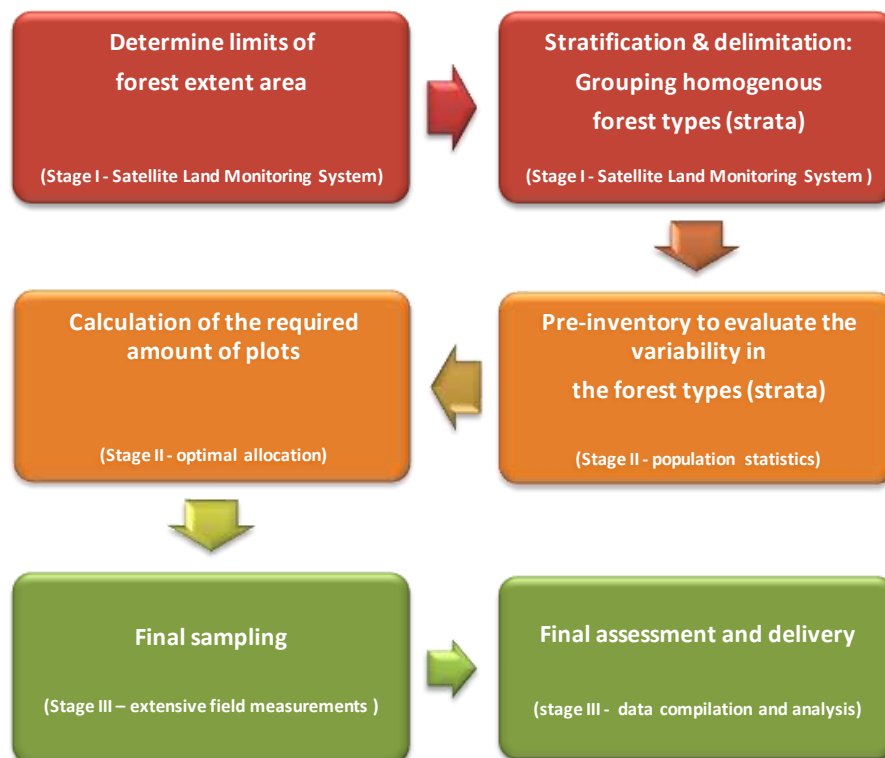 Determine limits of
forest extent area
(Stage I - Satellite Land Monitoring System)
Stratification & delimitation:
Grouping homogenous
forest types (strata)
(Stage I - Satellite Land Monitoring System )
Pre-inventory to evaluate the
variability in
the forest types (strata)
(Stage II - population statistics)
Calculation of the required
amount of plots
(Stage II - optimal allocation)
Final sampling
(Stage III – extensive field measurements )
Final assessment and delivery
(stage III - data compilation and analysis)